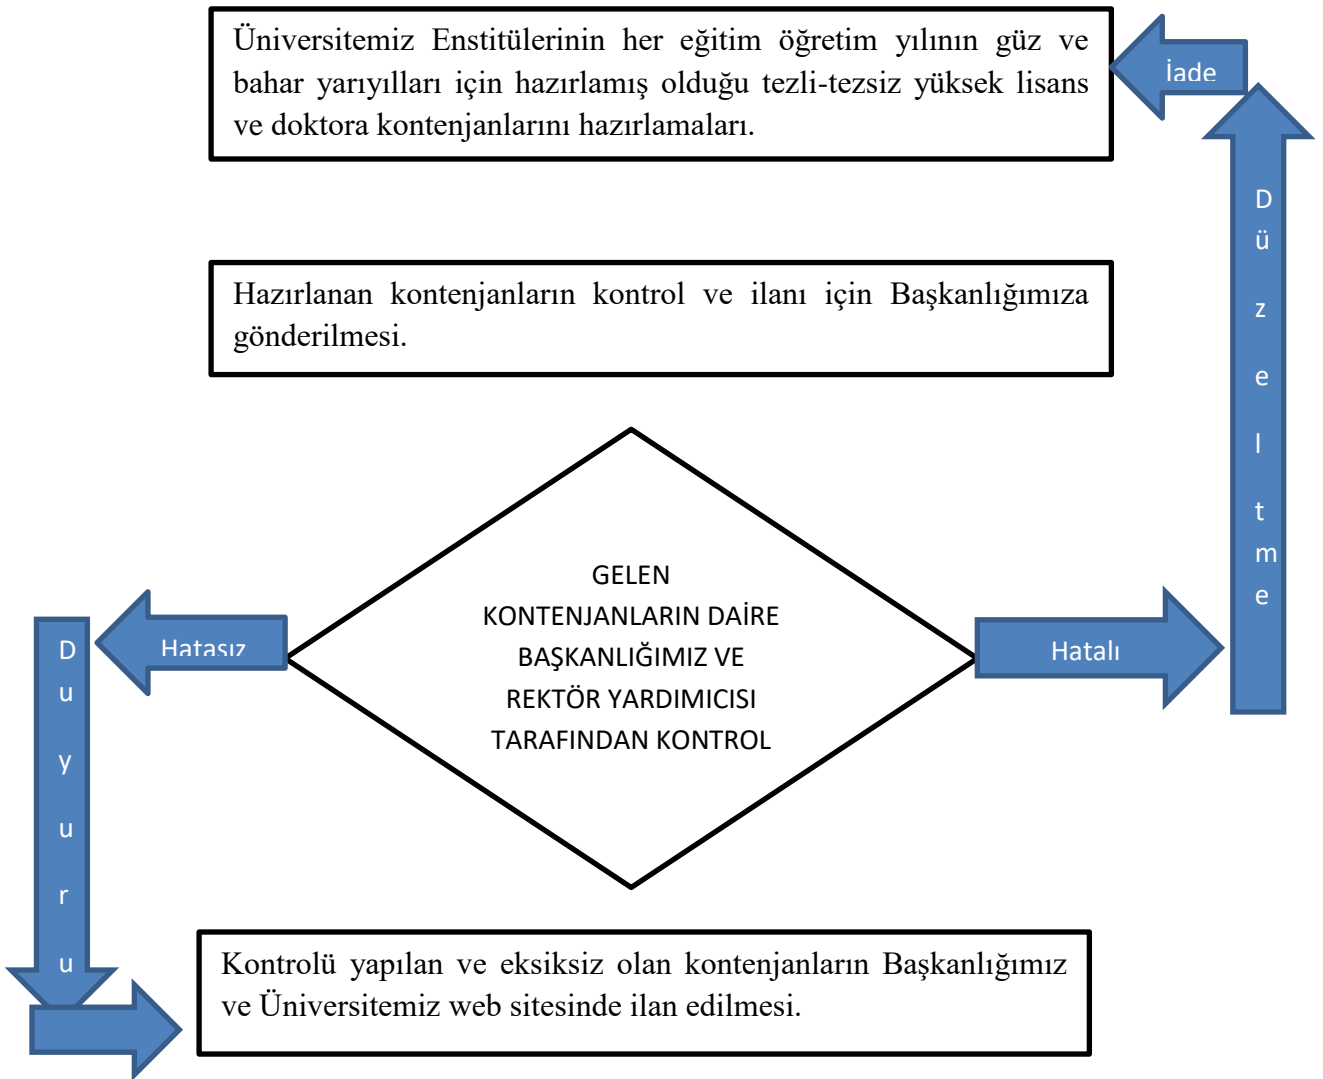 Üniversitemiz Enstitülerinin her eğitim öğretim yılının güz ve
bahar yarıyılları için hazırlamış olduğu tezli-tezsiz yüksek lisans
ve doktora kontenjanlarını hazırlamaları.
İade
Düzeltme
Hazırlanan kontenjanların kontrol ve ilanı için Başkanlığımıza
gönderilmesi.
GELEN
KONTENJANLARIN DAİRE
BAŞKANLIĞIMIZ VE
REKTÖR YARDIMICISI
TARAFINDAN KONTROL
Hatasız
Hatalı
Duyuru
Kontrolü yapılan ve eksiksiz olan kontenjanların Başkanlığımız
ve Üniversitemiz web sitesinde ilan edilmesi.